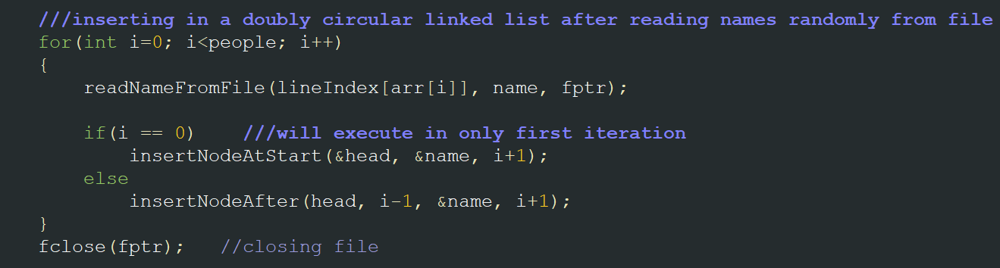 ///inserting in a doubly circular linked list after reading names randomly from file
for(int i=0; i<people; i++)
{
    readNameFromFile(lineIndex[arr[i]], name, fptr);

    if(i == 0)    ///will execute in only first iteration
        insertNodeAtStart(&head, &name, i+1);
    else
        insertNodeAfter(head, i-1, &name, i+1);
}
fclose(fptr);   //closing file